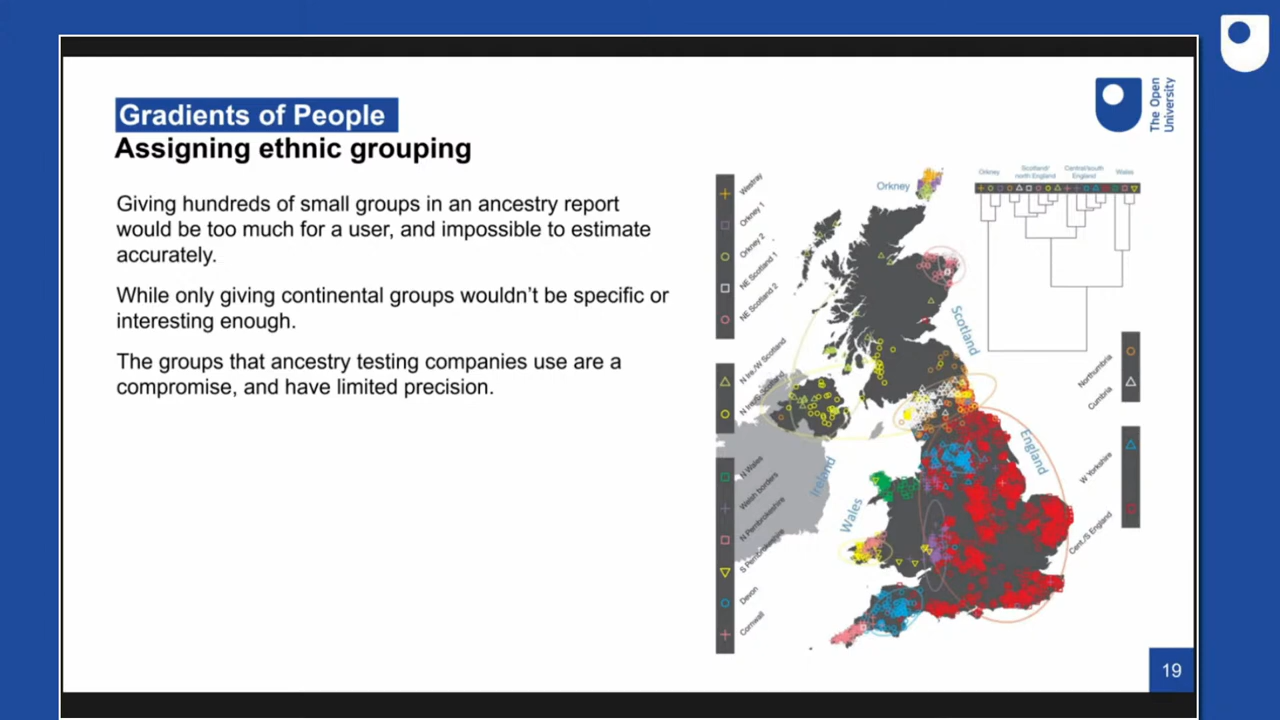 Gradients of People
Assigning ethnic grouping
Giving hundreds of small groups in an ancestry report
would be too much for a user, and impossible to estimate
accurately.
While only giving continental groups wouldn't be specific or
interesting enough.
The groups that ancestry testing companies use are a
compromise, and have limited precision.
The Open
University
Orkney
Scotland/
north England
Central/south
England
Wales
Orkney
Westray
Orkney 1
Orkney 2
NE Scotland 1
NE Scotland 2
Scotland
N Ire./W Scotland
Northumbria
Cumbria
England
Ireland
Wales
W Yorkshire
Cent./S England
N Wales
Welsh borders
N Pembrokeshire
S Pembrokeshire
Devon
Cornwall
19